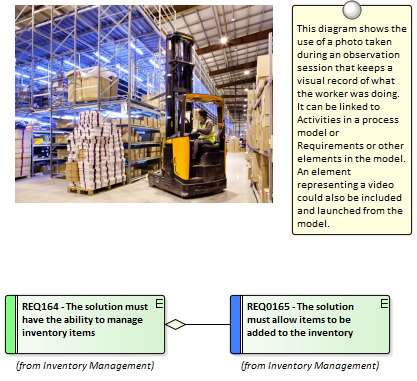 This diagram shows the
use of a photo taken
during an observation
session that keeps a
visual record of what
the worker was doing.
It can be linked to
Activities in a process
model or
Requirements or other
elements in the model.
An element
representing a video
could also be included
and launched from the
model.
REQ164 - The solution must
have the ability to manage
inventory items
E
(from Inventory Management)
REQ0165 - The solution
must allow items to be
added to the inventory
E
(from Inventory Management)